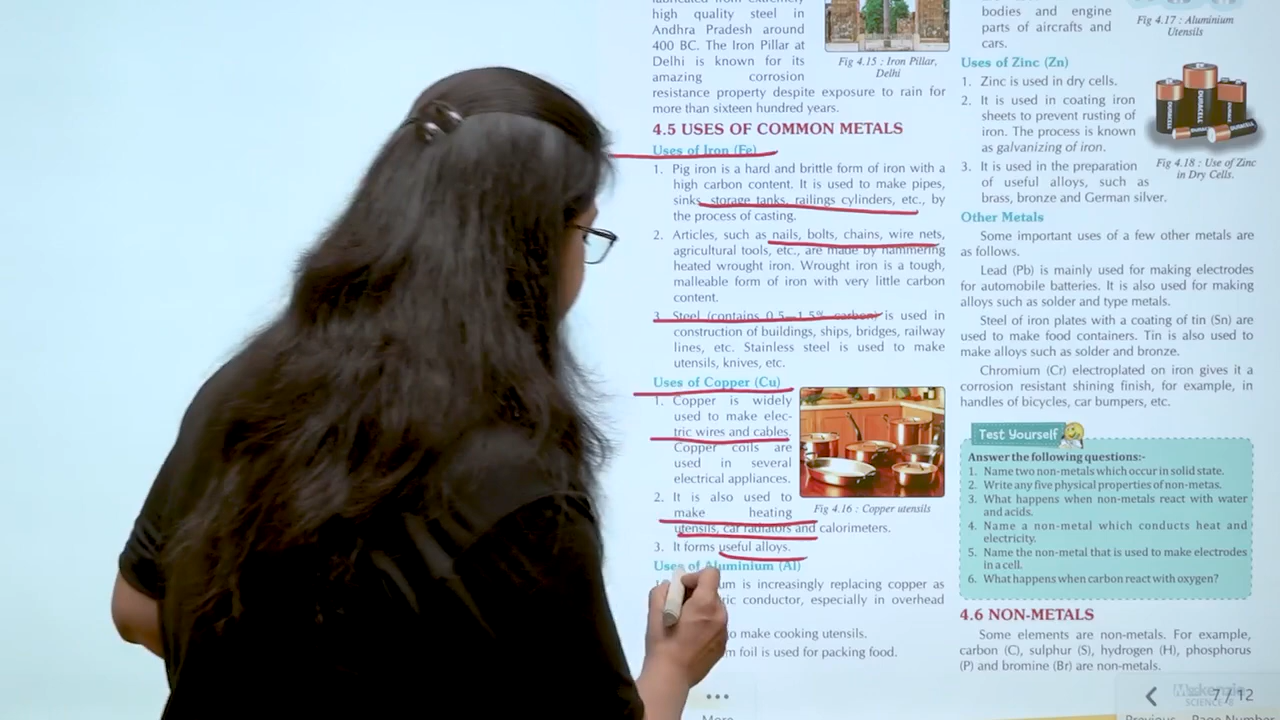 high quality steel in
Andhra Pradesh around
400 BC. The Iron Pillar at
Delhi is known for its
amazing corrosion
resistance property despite exposure to rain for
more than sixteen hundred years.
Fig 4.15 : Iron Pillar,
Delhi
4.5 USES OF COMMON METALS
Uses of Iron (Fe)
1. Pig iron is a hard and brittle form of iron with a
high carbon content. It is used to make pipes,
sinks, storage tanks, railings cylinders, etc., by
the process of casting.
2. Articles, such as nails, bolts, chains, wire nets,
agricultural tools, etc., are made by hammering
heated wrought iron. Wrought iron is a tough,
malleable form of iron with very little carbon
content.
3. Steel (contains 0.5–1.5% carbon) is used in
construction of buildings, ships, bridges, railway
lines, etc. Stainless steel is used to make
utensils, knives, etc.
Uses of Copper (Cu)
1. Copper is widely
used to make elec-
tric wires and cables.
Copper coils are
used in several
electrical appliances.
2. It is also used to
make heating
utensils, car radiators and calorimeters.
Fig 4.16 : Copper utensils
3. It forms useful alloys.
Uses of Aluminium (Al)
is increasingly replacing copper as
conductor, especially in overhead
make cooking utensils.
foil is used for packing food.
More
bodies and engine
parts of aircrafts and
cars.
Fig 4.17 : Aluminium
Utensils
Uses of Zinc (Zn)
1. Zinc is used in dry cells.
2. It is used in coating iron
sheets to prevent rusting of
iron. The process is known
as galvanizing of iron.
3. It is used in the preparation
of useful alloys, such as
brass, bronze and German silver.
DURACELL
Fig 4.18 : Use of Zinc
in Dry Cells.
Other Metals
Some important uses of a few other metals are
as follows.
Lead (Pb) is mainly used for making electrodes
for automobile batteries. It is also used for making
alloys such as solder and type metals.
Steel of iron plates with a coating of tin (Sn) are
used to make food containers. Tin is also used to
make alloys such as solder and bronze.
Chromium (Cr) electroplated on iron gives it a
corrosion resistant shining finish, for example, in
handles of bicycles, car bumpers, etc.
Test Yourself
Answer the following questions:-
1. Name two non-metals which occur in solid state.
2. Write any five physical properties of non-metas.
3. What happens when non-metals react with water
and acids.
4. Name a non-metal which conducts heat and
electricity.
5. Name the non-metal that is used to make electrodes
in a cell.
6. What happens when carbon react with oxygen?
4.6 NON-METALS
Some elements are non-metals. For example,
carbon (C), sulphur (S), hydrogen (H), phosphorus
(P) and bromine (Br) are non-metals.
7 / 12
SCIENCE-8
Previous Page Number